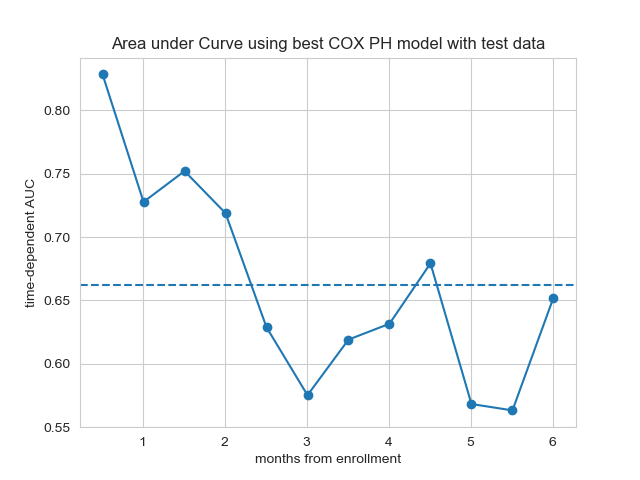 Area under Curve using best COX PH model with test data
time-dependent AUC
0.80
0.75
0.70
0.65
0.60
0.55
1 2 3 4 5 6
months from enrollment